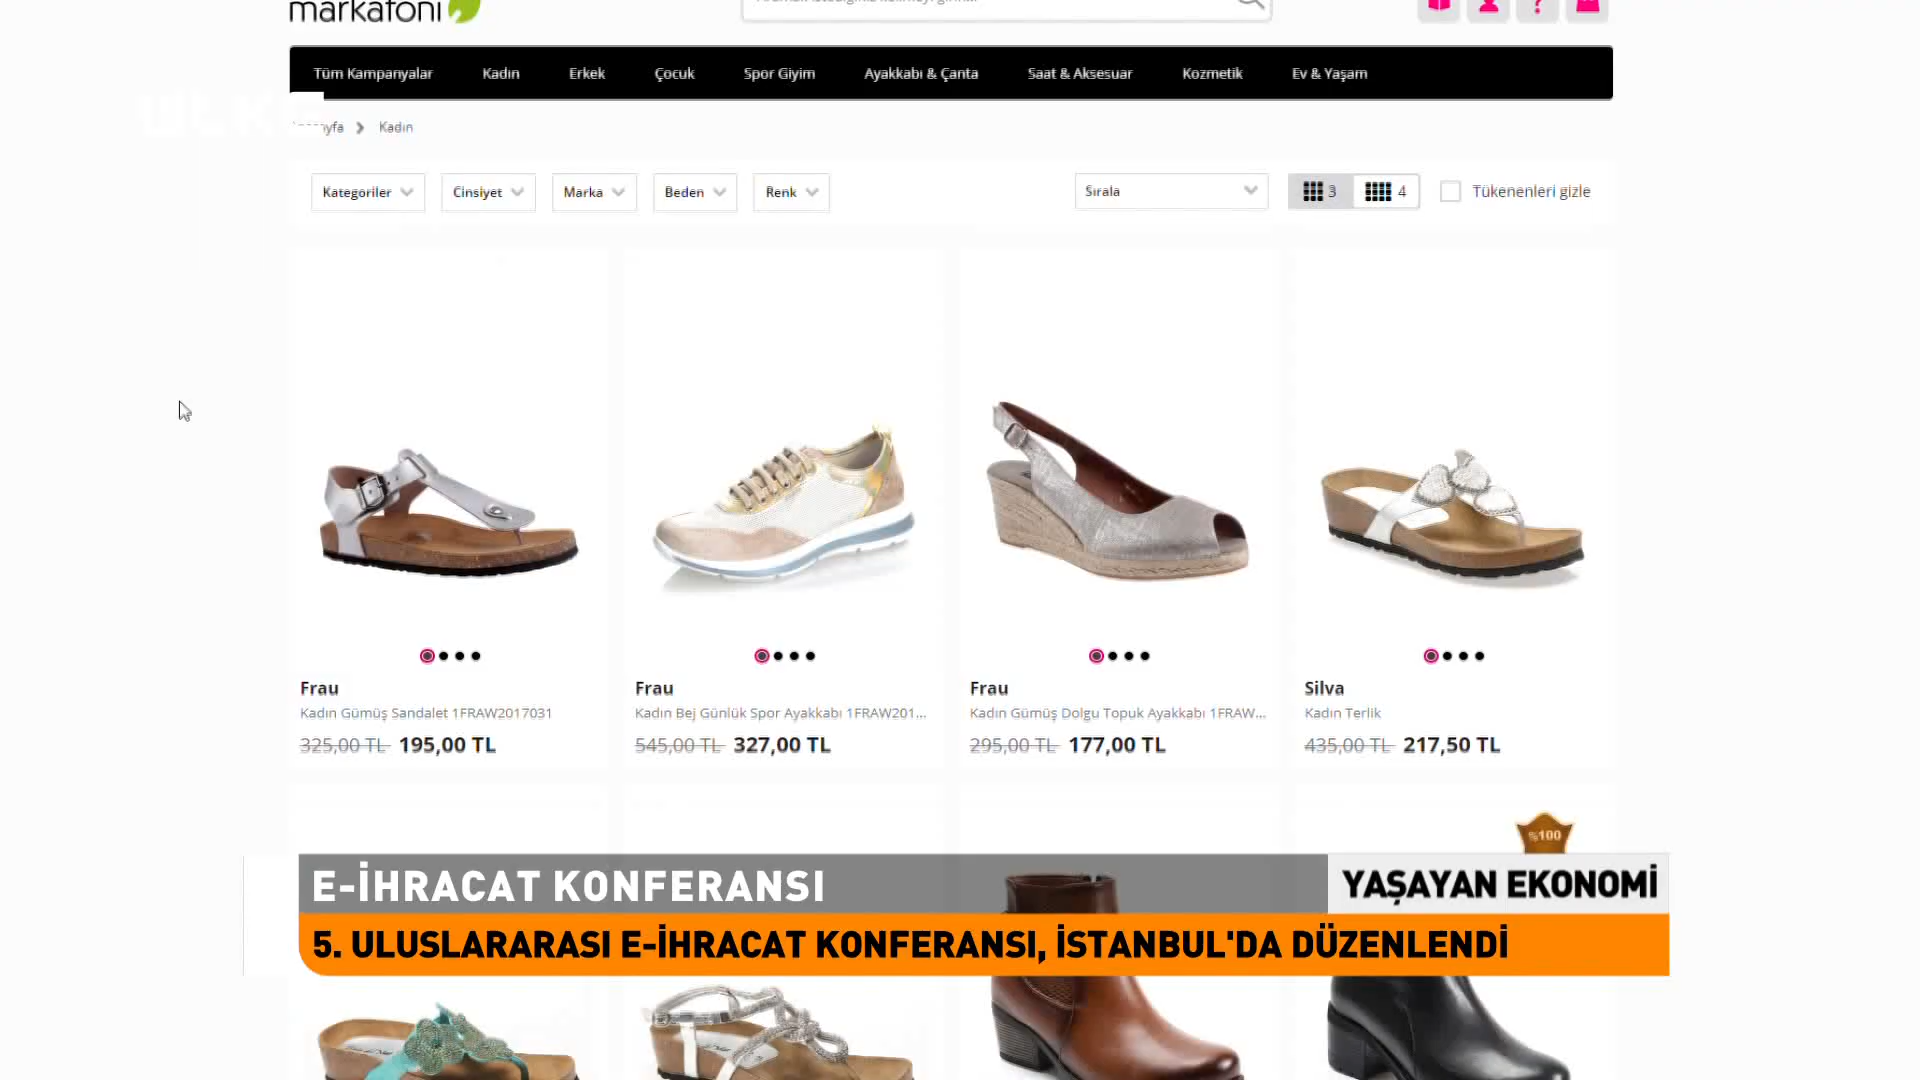 markafoni
Tüm Kampanyalar Kadın Erkek Çocuk Spor Giyim Ayakkabı & Çanta Saat & Aksesuar Kozmetik Ev & Yaşam
ÜLKE
Kadın
Kategoriler Cinsiyet Marka Beden Renk Sırala 3 4 Tükenenleri gizle
Frau
Kadın Gümüş Sandalet 1FRAW2017031
325,00 TL 195,00 TL
Frau
Kadın Bej Günlük Spor Ayakkabı 1FRAW201...
545,00 TL 327,00 TL
Frau
Kadın Gümüş Dolgu Topuk Ayakkabı 1FRAW...
295,00 TL 177,00 TL
Silva
Kadın Terlik
435,00 TL 217,50 TL
%100
E-İHRACAT KONFERANSI
YAŞAYAN EKONOMİ
5. ULUSLARARASI E-İHRACAT KONFERANSI, İSTANBUL'DA DÜZENLENDİ